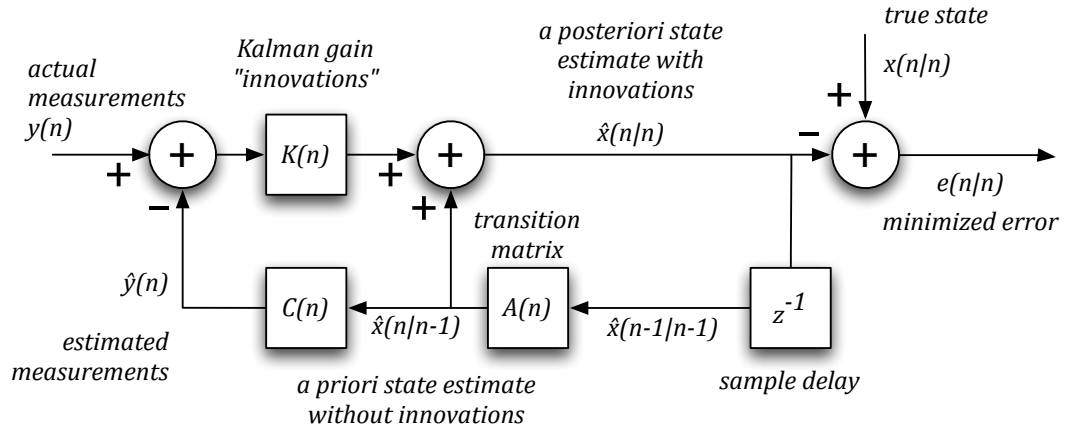 true state
x(n|n)
a posteriori state
estimate with
innovations
Kalman gain
"innovations"
actual
measurements
y(n)
+
+
−
K(n)
+
+
+
x̂(n|n)
−
+
+
e(n|n)
minimized error
transition
matrix
ŷ(n)
C(n)
x̂(n|n-1)
A(n)
x̂(n-1|n-1)
z⁻¹
estimated
measurements
a priori state estimate
without innovations
sample delay